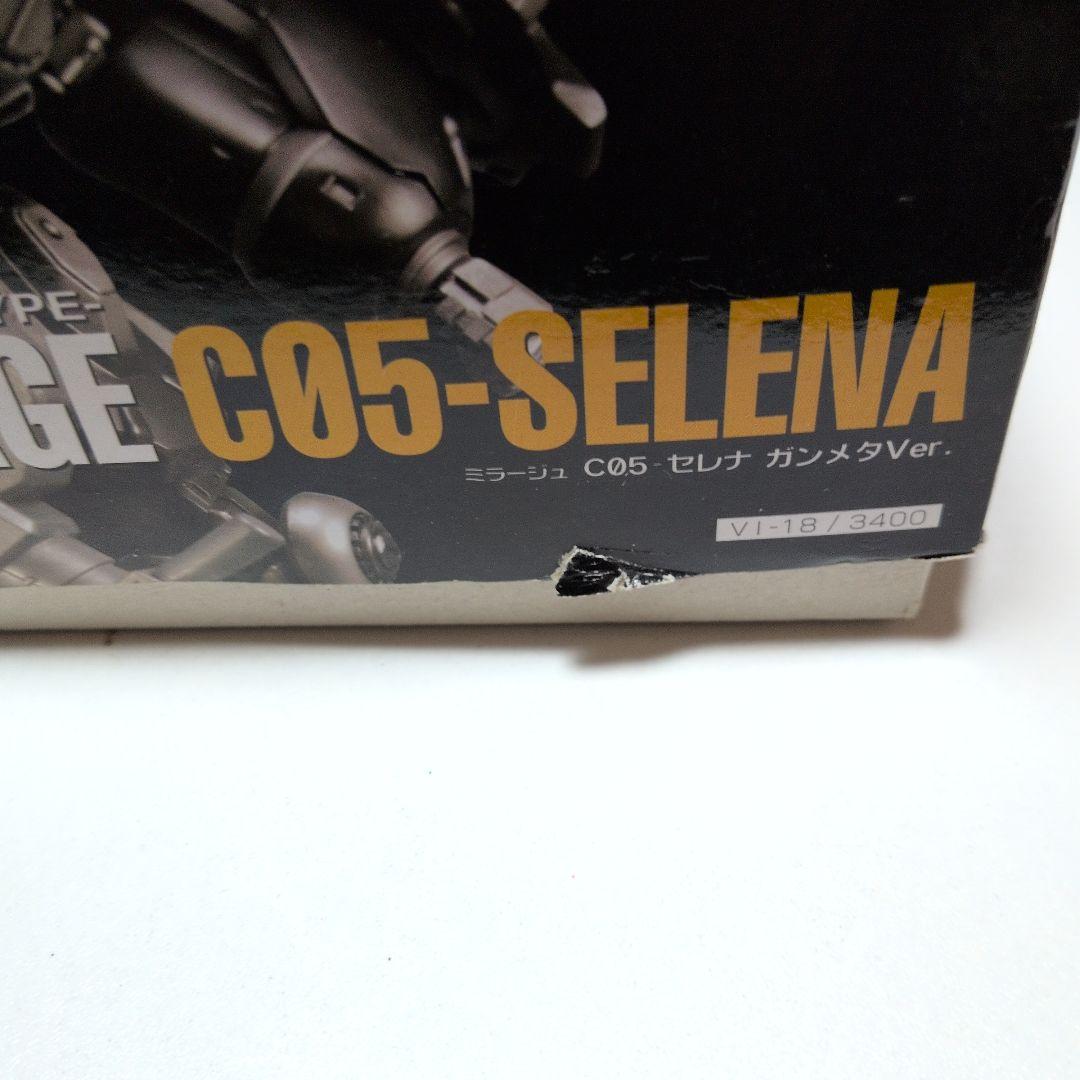 YPE-
GE C05-SELENA
ミラージュ C05-セレナ ガンメタVer.
VI-18/3400